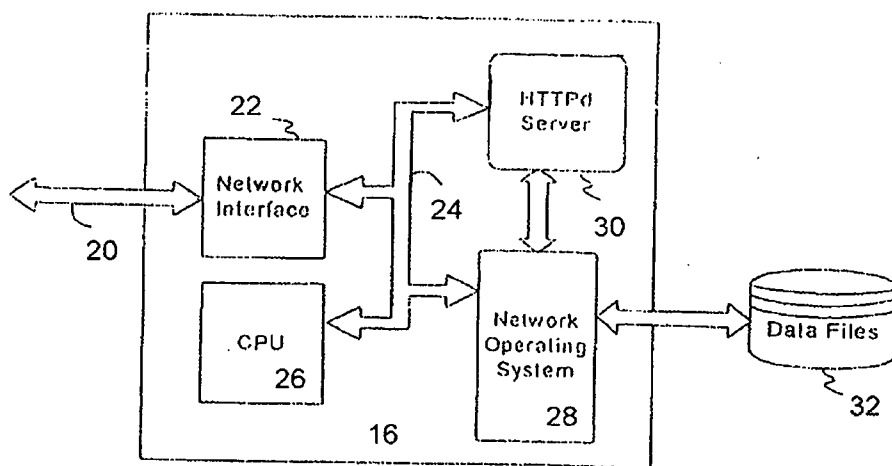 HTTPd
Server
30
22
Network
Interface
20
24
CPU
26
Network
Operating
System
28
Data Files
32
16